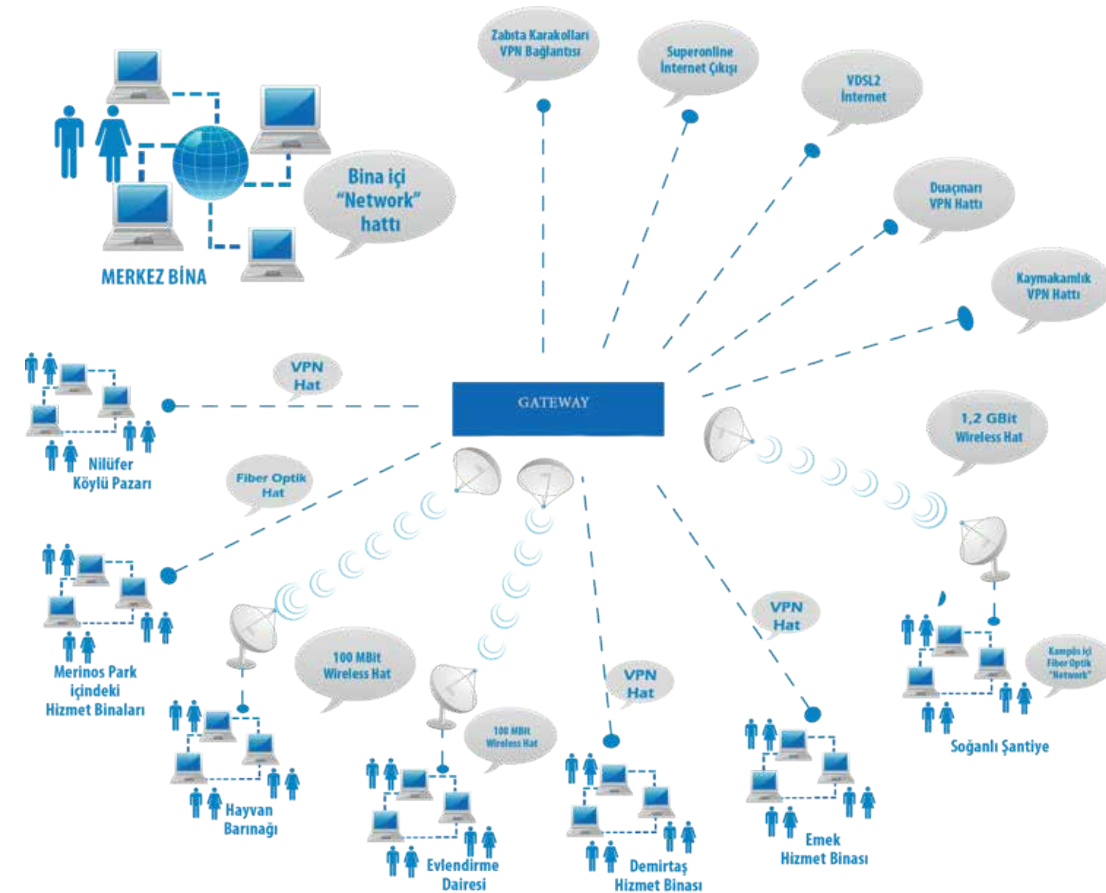 Zabıta Karakolları
VPN Bağlantısı
Superonline
İnternet Çıkışı
VDSL2
İnternet
Duaçınarı
VPN Hattı
Kaymakamlık
VPN Hattı
Bina içi
“Network”
hattı
MERKEZ BİNA
GATEWAY
VPN
Hat
Nilüfer
Köylü Pazarı
Fiber Optik
Hat
Merinos Park
içindeki
Hizmet Binaları
100 MBit
Wireless Hat
Hayvan
Barınağı
100 MBit
Wireless Hat
Evlendirme
Dairesi
VPN
Hat
Demirtaş
Hizmet Binası
VPN
Hat
Emek
Hizmet Binası
1,2 GBit
Wireless Hat
Kampüs içi
Fiber Optik
“Network”
Soğanlı Şantiye